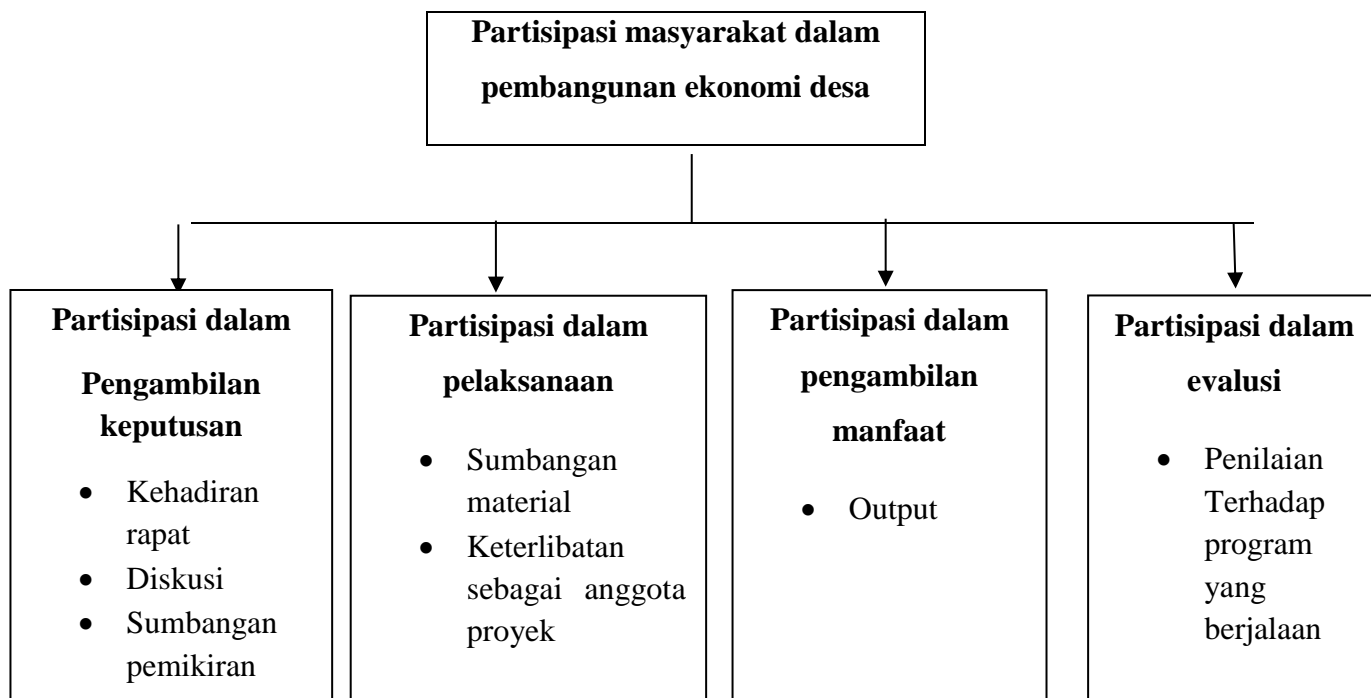 Partisipasi masyarakat dalam
pembangunan ekonomi desa
Partisipasi dalam
Pengambilan
keputusan
• Kehadiran
rapat
• Diskusi
• Sumbangan
pemikiran
Partisipasi dalam
pelaksanaan
• Sumbangan
material
• Keterlibatan
sebagai anggota
proyek
Partisipasi dalam
pengambilan
manfaat
• Output
Partisipasi dalam
evalusi
• Penilaian
Terhadap
program
yang
berjalaan